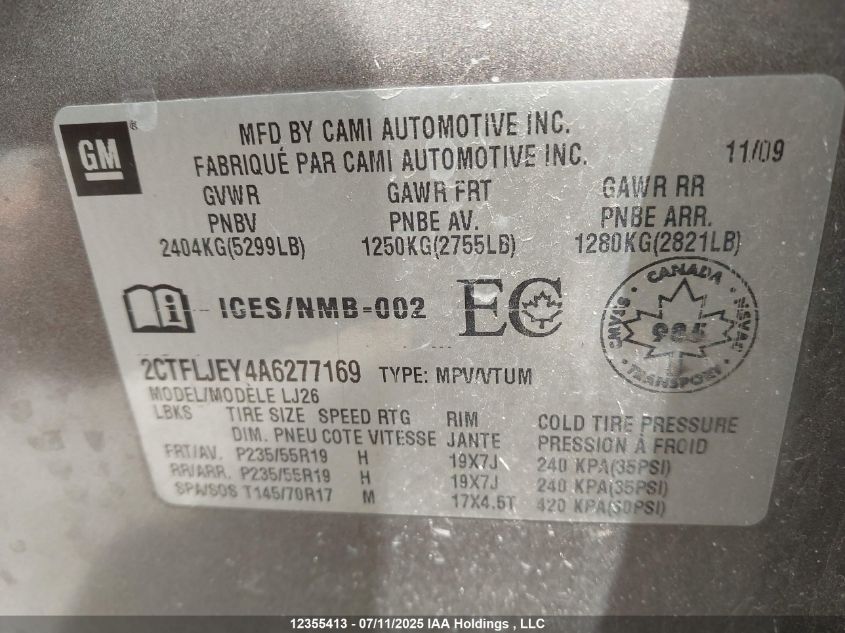 GM
®
MFD BY CAMI AUTOMOTIVE INC.
FABRIQUÉ PAR CAMI AUTOMOTIVE INC.
11/09
GVWR GAWR FRT GAWR RR
PNBV PNBE AV. PNBE ARR.
2404KG(5299LB) 1250KG(2755LB) 1280KG(2821LB)
i ICES/NMB-002 EC
CANADA
NSVAC
985
TRANSPORT
2CTFLJEY4A6277169 TYPE: MPV/VTUM
MODEL/MODÈLE LJ26
LBKS TIRE SIZE SPEED RTG RIM COLD TIRE PRESSURE
DIM. PNEU COTE VITESSE JANTE PRESSION À FROID
FRT/AV. P235/55R19 H 19X7J 240 KPA(35PSI)
RR/ARR. P235/55R19 H 19X7J 240 KPA(35PSI)
SPA/SOS T145/70R17 M 17X4.5T 420 KPA(60PSI)
12355413 - 07/11/2025 IAA Holdings , LLC